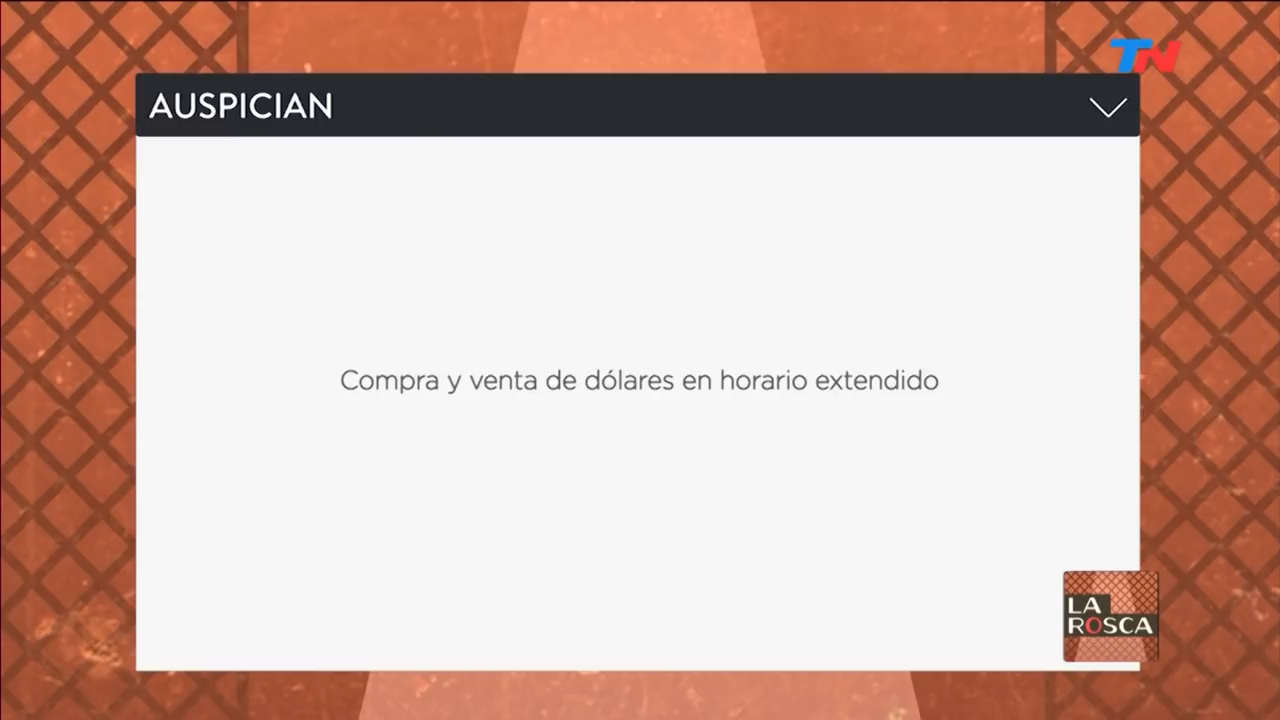 TN
AUSPICIAN
Compra y venta de dólares en horario extendido
LA
ROSCA